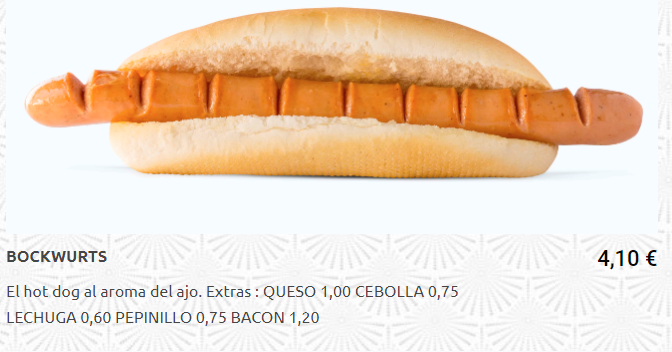 BOCKWURTS 4,10 €
El hot dog al aroma del ajo. Extras : QUESO 1,00 CEBOLLA 0,75
LECHUGA 0,60 PEPINILLO 0,75 BACON 1,20